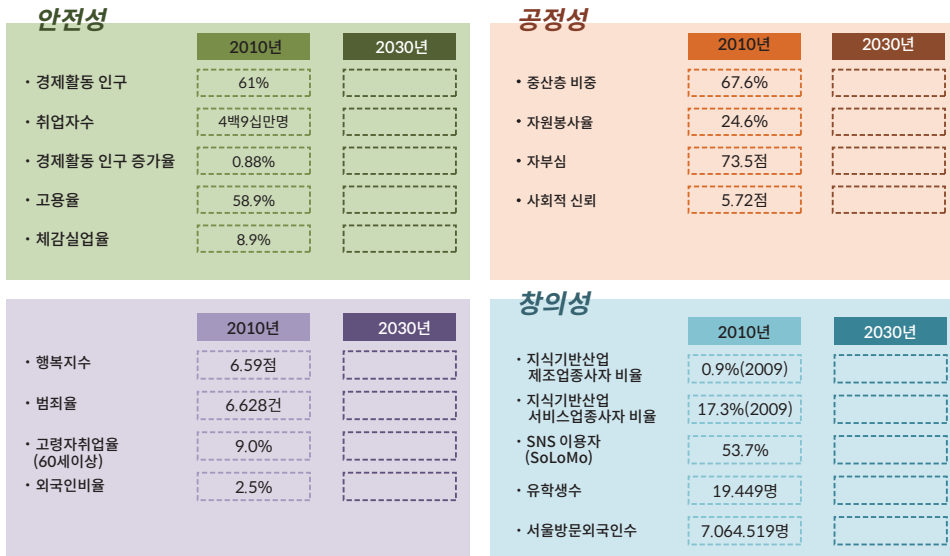 안전성
2010년 2030년
· 경제활동 인구 61%
· 취업자수 4백9십만명
· 경제활동 인구 증가율 0.88%
· 고용율 58.9%
· 체감실업율 8.9%
공정성
2010년 2030년
• 중산층 비중 67.6%
• 자원봉사율 24.6%
• 자부심 73.5점
• 사회적 신뢰 5.72점
2010년 2030년
· 행복지수 6.59점
· 범죄율 6.628건
· 고령자취업율 9.0%
(60세이상)
· 외국인비율 2.5%
창의성
2010년 2030년
· 지식기반산업
제조업종사자 비율 0.9%(2009)
· 지식기반산업
서비스업종사자 비율 17.3%(2009)
· SNS 이용자
(SoLoMo) 53.7%
· 유학생수 19.449명
· 서울방문외국인수 7.064.519명